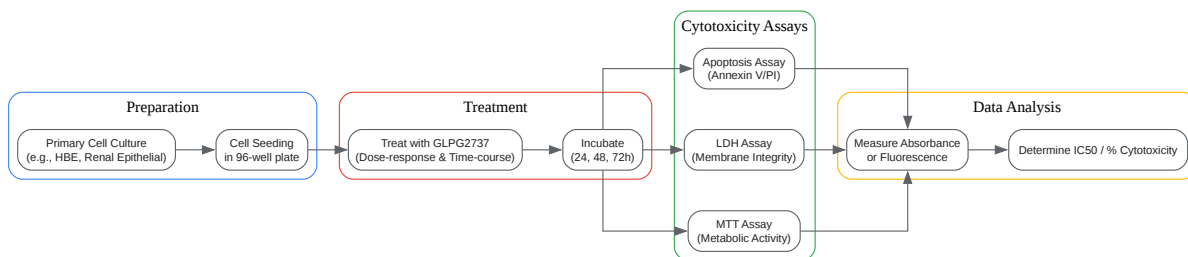 Preparation
Primary Cell Culture
(e.g., HBE, Renal Epithelial)
Cell Seeding
in 96-well plate
Treatment
Treat with GLPG2737
(Dose-response & Time-course)
Incubate
(24, 48, 72h)
Cytotoxicity Assays
Apoptosis Assay
(Annexin V/PI)
LDH Assay
(Membrane Integrity)
MTT Assay
(Metabolic Activity)
Data Analysis
Measure Absorbance
or Fluorescence
Determine IC50 / % Cytotoxicity